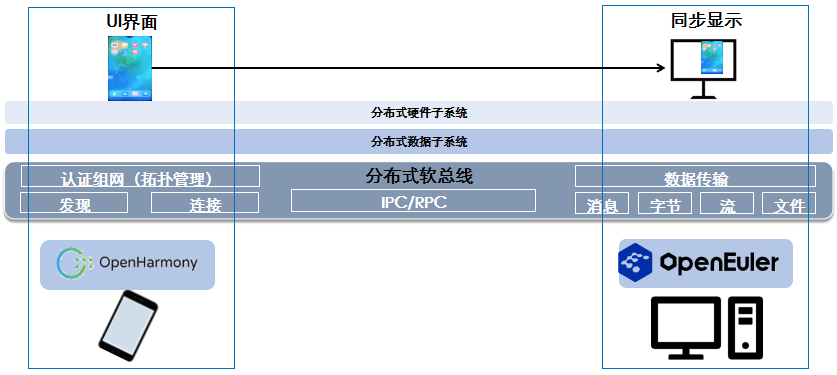 UI界面
同步显示
分布式硬件子系统
分布式数据子系统
分布式软总线
认证组网（拓扑管理）
数据传输
发现
连接
IPC/RPC
消息
字节
流
文件
OpenHarmony
OpenEuler